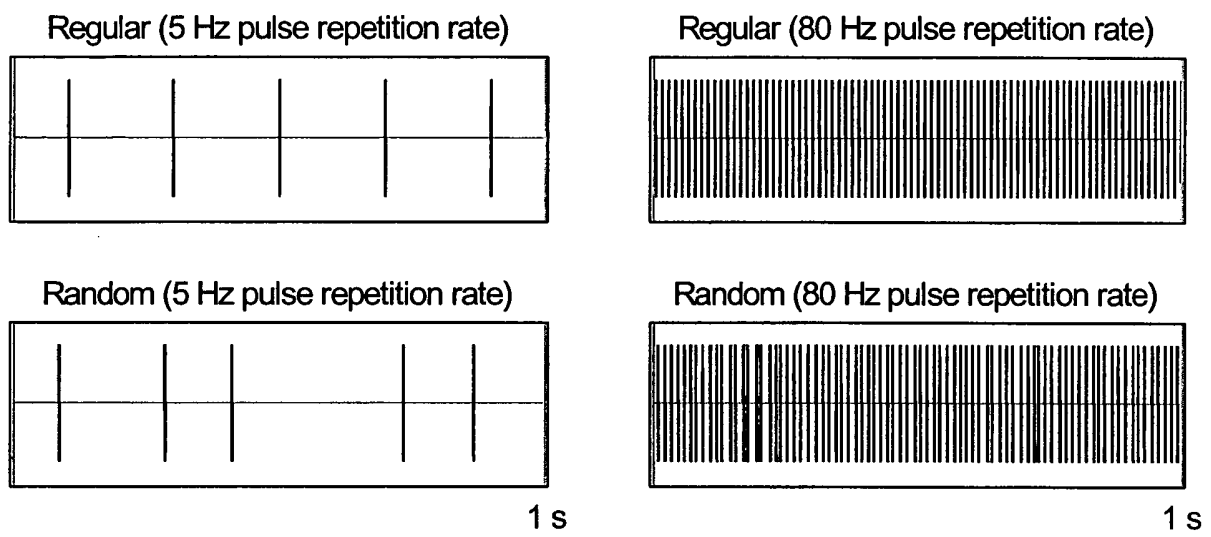 Regular (5 Hz pulse repetition rate)
Regular (80 Hz pulse repetition rate)
Random (5 Hz pulse repetition rate)
Random (80 Hz pulse repetition rate)
1 s
1 s